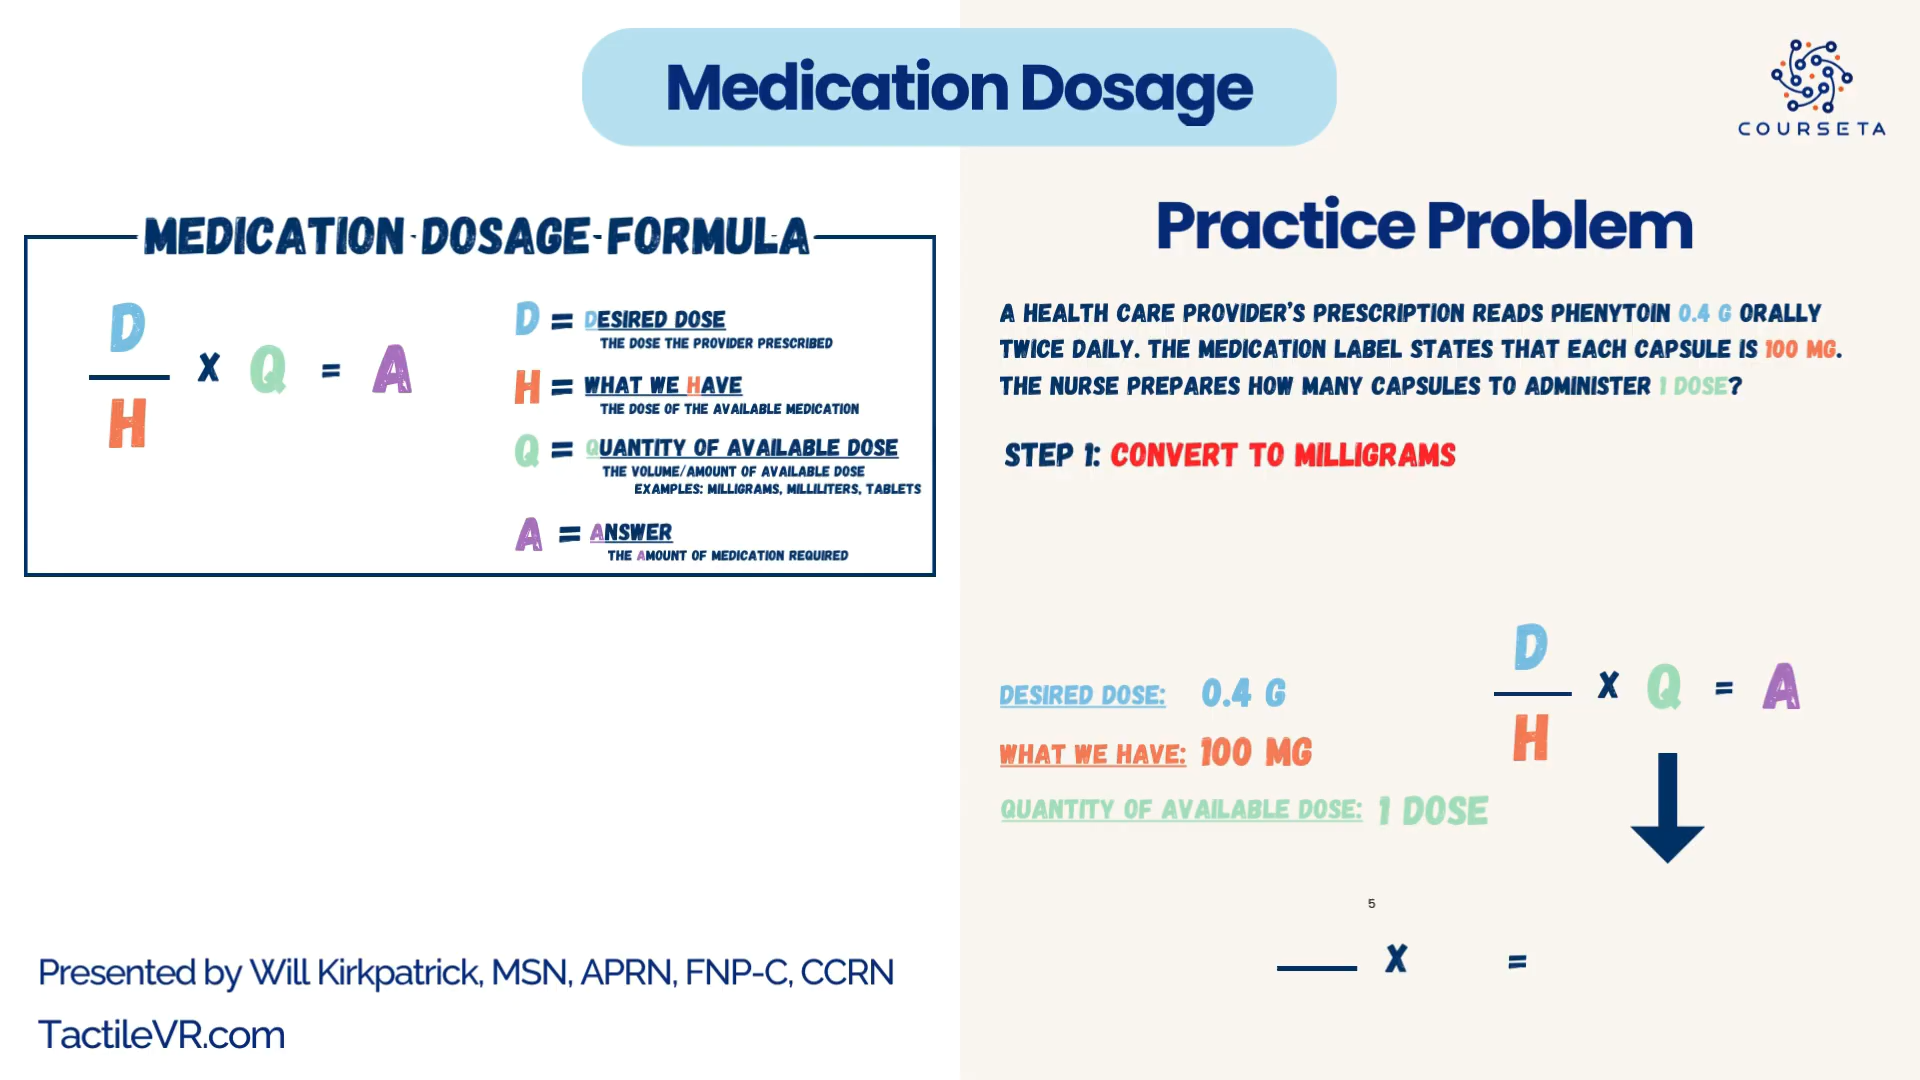 Medication Dosage
COURSETA
MEDICATION DOSAGE FORMULA
D
H
X Q = A
D = DESIRED DOSE
THE DOSE THE PROVIDER PRESCRIBED
H = WHAT WE HAVE
THE DOSE OF THE AVAILABLE MEDICATION
Q = QUANTITY OF AVAILABLE DOSE
THE VOLUME/AMOUNT OF AVAILABLE DOSE
EXAMPLES: MILLIGRAMS, MILLILITERS, TABLETS
A = ANSWER
THE AMOUNT OF MEDICATION REQUIRED
Presented by Will Kirkpatrick, MSN, APRN, FNP-C, CCRN
TactileVR.com
Practice Problem
A HEALTH CARE PROVIDER'S PRESCRIPTION READS PHENYTOIN 0.4 G ORALLY
TWICE DAILY. THE MEDICATION LABEL STATES THAT EACH CAPSULE IS 100 MG.
THE NURSE PREPARES HOW MANY CAPSULES TO ADMINISTER 1 DOSE?
STEP 1: CONVERT TO MILLIGRAMS
DESIRED DOSE: 0.4 G
WHAT WE HAVE: 100 MG
QUANTITY OF AVAILABLE DOSE: 1 DOSE
D
H
X Q = A
5
X =